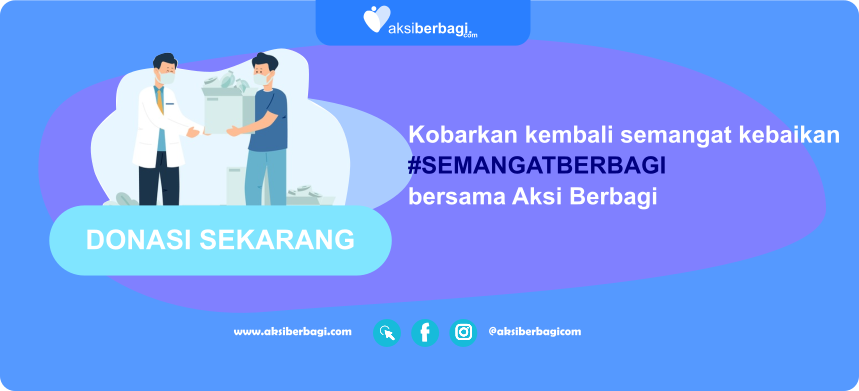 aksiberbagi.com
Kobarkan kembali semangat kebaikan
#SEMANGATBERBAGI
bersama Aksi Berbagi
DONASI SEKARANG
www.aksiberbagi.com
@aksiberbagicom